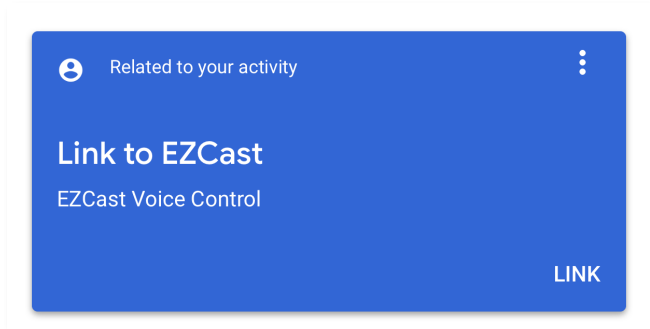 Related to your activity
Link to EZCast
EZCast Voice Control
LINK